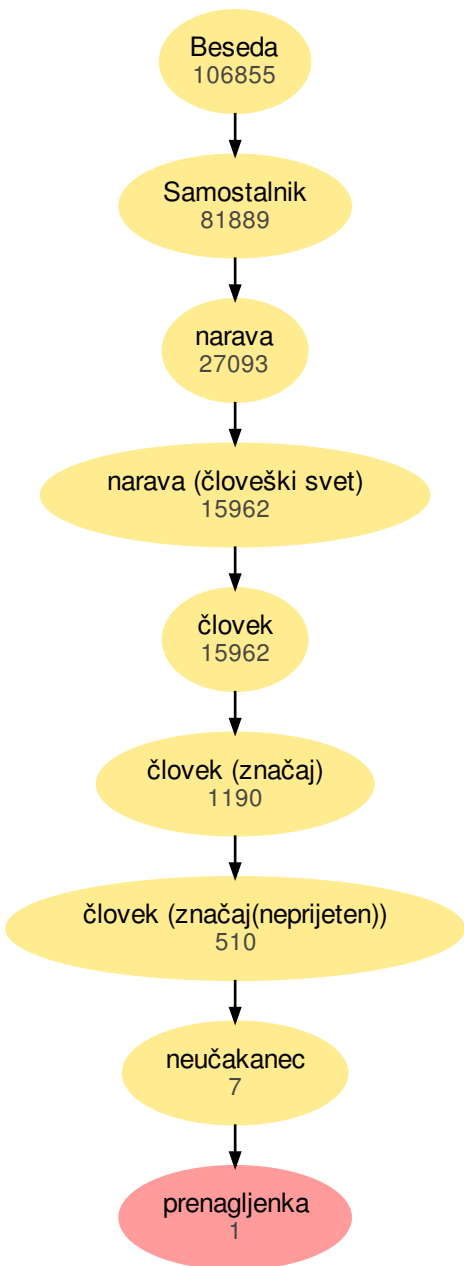 Beseda
106855
Samostalnik
81889
narava
27093
narava (človeški svet)
15962
človek
15962
človek (značaj)
1190
človek (značaj(neprijeten))
510
neučakanec
7
prenagljenka
1